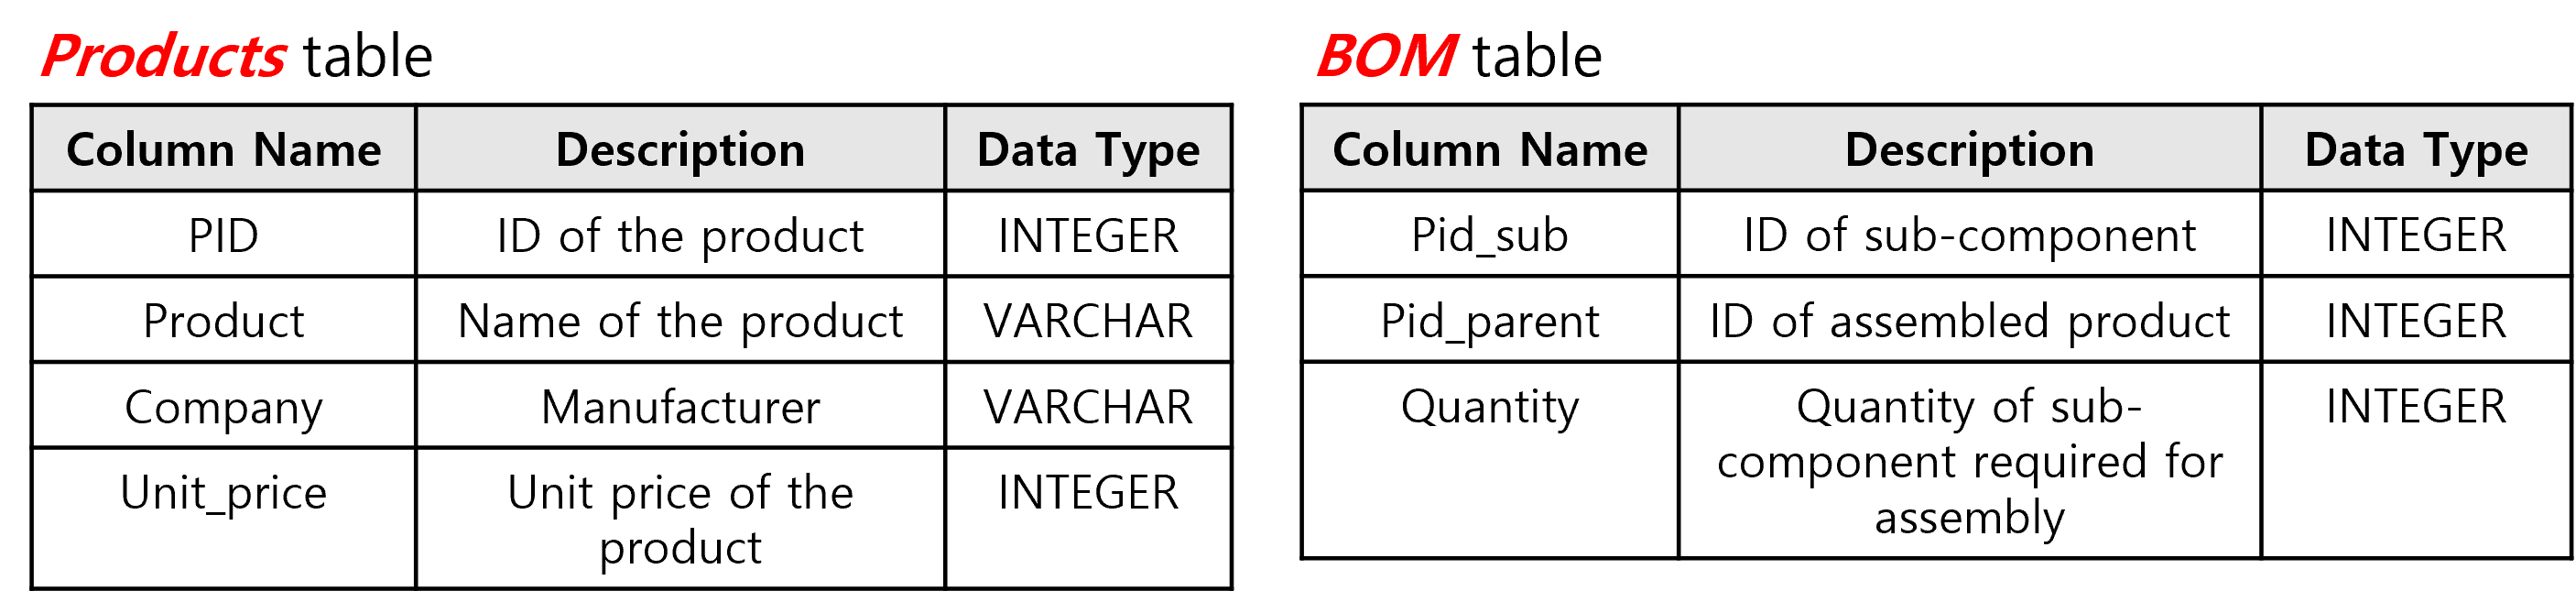 Products table
Column Name Description Data Type
PID ID of the product INTEGER
Product Name of the product VARCHAR
Company Manufacturer VARCHAR
Unit_price Unit price of the INTEGER
product
BOM table
Column Name Description Data Type
Pid_sub ID of sub-component INTEGER
Pid_parent ID of assembled product INTEGER
Quantity Quantity of sub- INTEGER
component required for
assembly